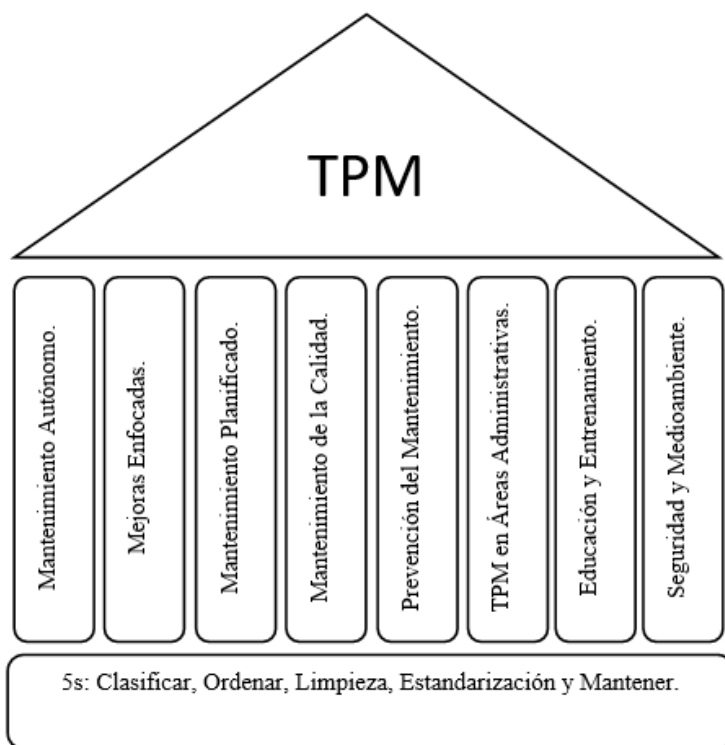 TPM
Mantenimiento Autónomo.
Mejoras Enfocadas.
Mantenimiento Planificado.
Mantenimiento de la Calidad.
Prevención del Mantenimiento.
TPM en Áreas Administrativas.
Educación y Entrenamiento.
Seguridad y Medioambiente.
5s: Clasificar, Ordenar, Limpieza, Estandarización y Mantener.